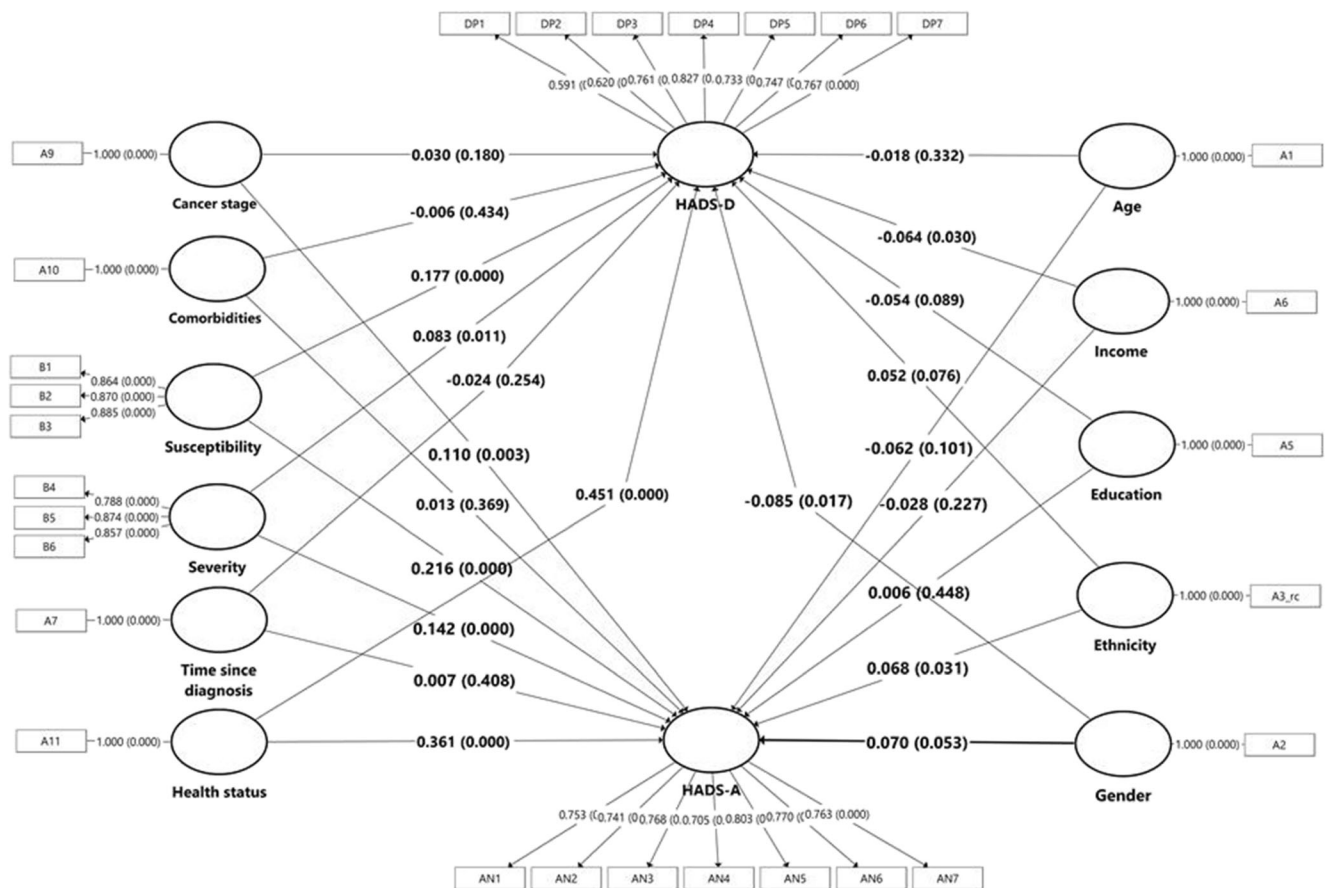 DP1 DP2 DP3 DP4 DP5 DP6 DP7
0.591 0.620 0.761 0.827 0.733 0.747 0.767 (0.000)
A9 1.000 (0.000)
Cancer stage
0.030 (0.180)
HADS-D
-0.018 (0.332)
1.000 (0.000) A1
Age
-0.006 (0.434)
-0.064 (0.030)
A10 1.000 (0.000)
Comorbidities
0.177 (0.000)
-0.054 (0.089)
1.000 (0.000) A6
Income
0.083 (0.011)
B1
0.864 (0.000)
B2
0.870 (0.000)
B3
0.885 (0.000)
Susceptibility
-0.024 (0.254)
0.052 (0.076)
0.110 (0.003)
-0.062 (0.101)
1.000 (0.000) A5
Education
B4
0.788 (0.000)
B5
0.874 (0.000)
B6
0.857 (0.000)
Severity
0.013 (0.369)
0.451 (0.000)
-0.085 (0.017)
-0.028 (0.227)
0.216 (0.000)
0.006 (0.448)
1.000 (0.000) A3_rc
Ethnicity
A7 1.000 (0.000)
Time since
diagnosis
0.142 (0.000)
0.068 (0.031)
0.007 (0.408)
A11 1.000 (0.000)
Health status
0.361 (0.000)
HADS-A
0.070 (0.053)
1.000 (0.000) A2
Gender
0.753 0.741 0.768 0.705 0.803 0.770 0.763 (0.000)
AN1 AN2 AN3 AN4 AN5 AN6 AN7